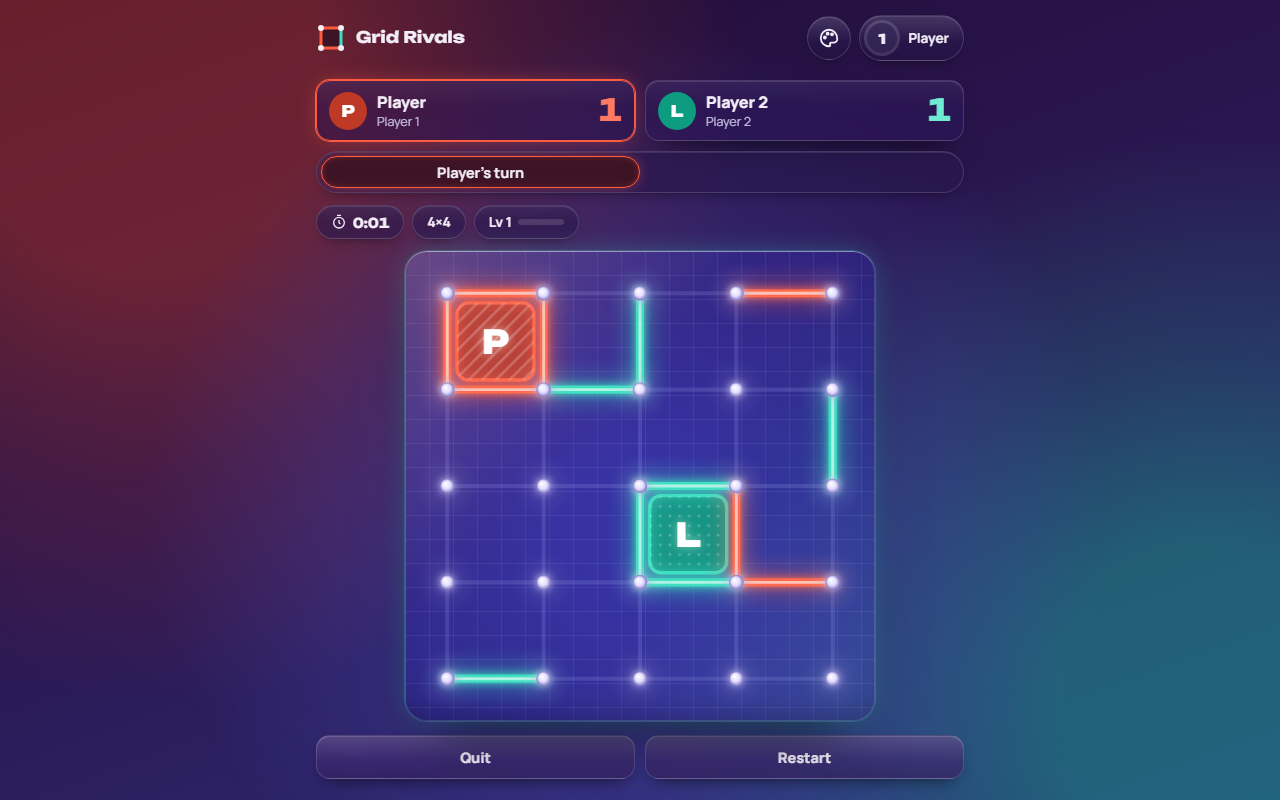 Grid Rivals
1 Player
P Player 1
Player 1
L Player 2 1
Player 2
Player's turn
0:01 4×4 Lv 1
P
L
Quit Restart